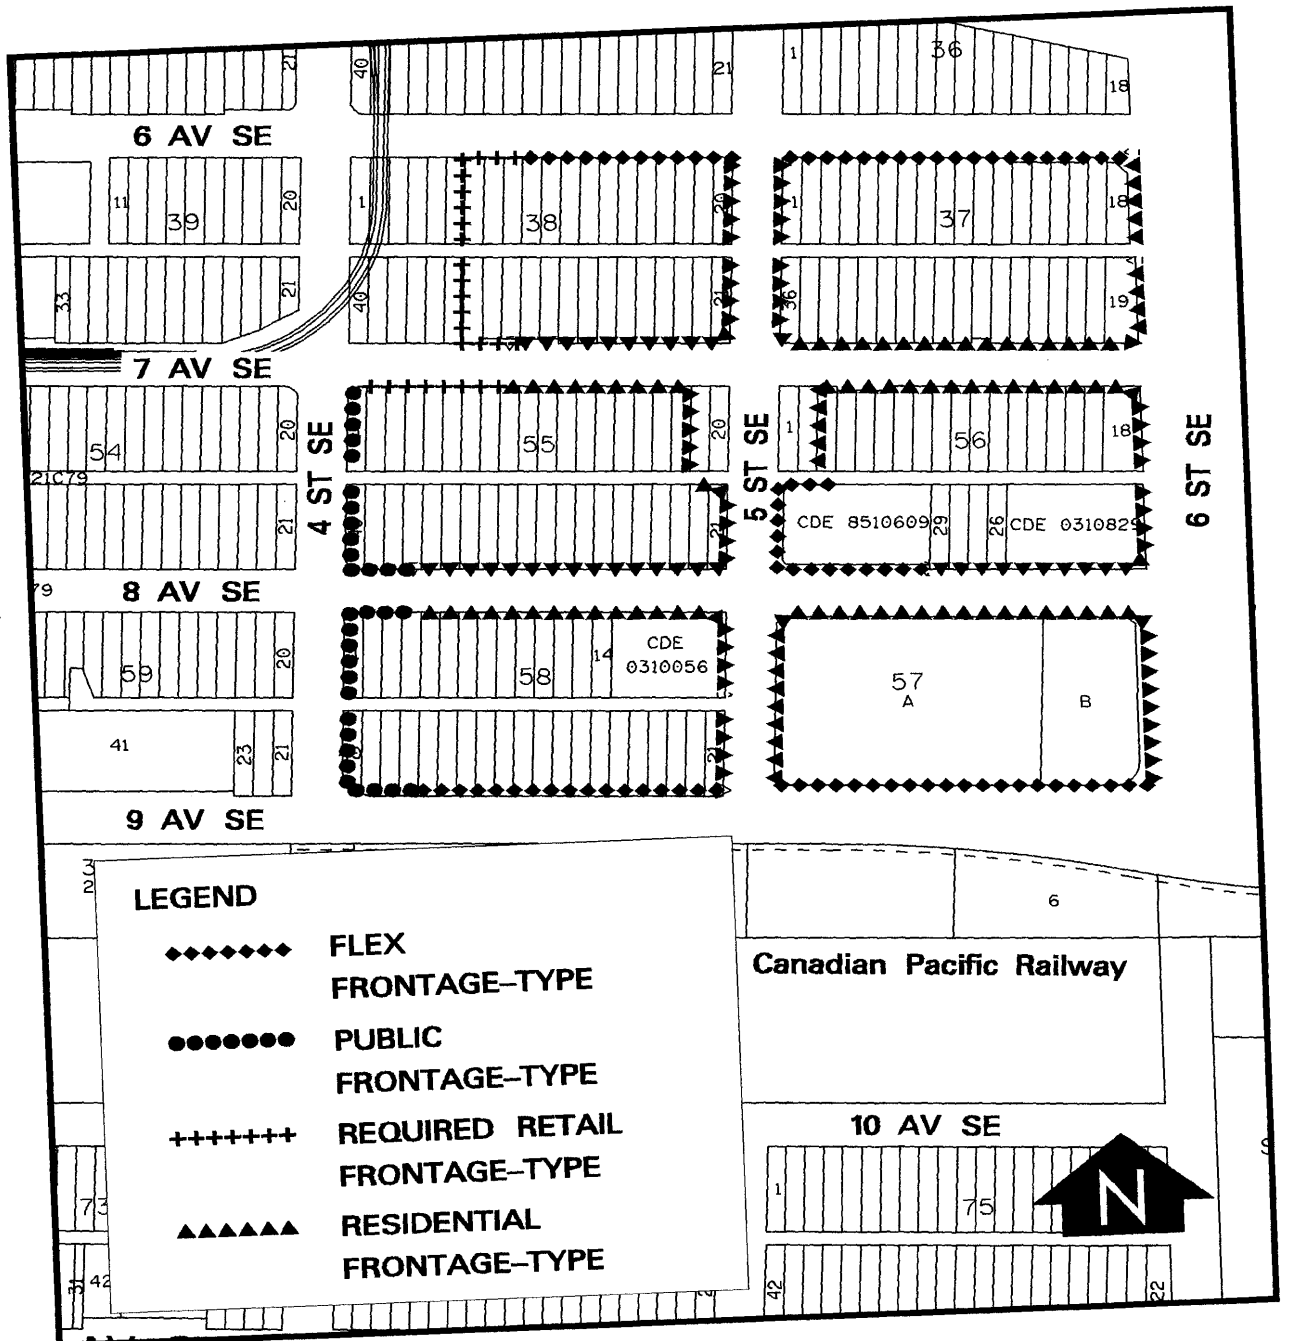 21 40 21 1 36 18
6 AV SE
11 39 20 1 38 20 1 37 18
33 21 40 21 36 19
7 AV SE
54 20 55 20 1 56 18
4 ST SE
5 ST SE
6 ST SE
21C79
21 21 CDE 8510609 29 26 CDE 0310829
79 8 AV SE
59 20 58 14 CDE
0310056
57
A B
41 23 21 21
9 AV SE
6
LEGEND
FLEX
FRONTAGE–TYPE
PUBLIC
FRONTAGE–TYPE
REQUIRED RETAIL
FRONTAGE–TYPE
RESIDENTIAL
FRONTAGE–TYPE
Canadian Pacific Railway
10 AV SE
73 1 75
N
31 42 42 22